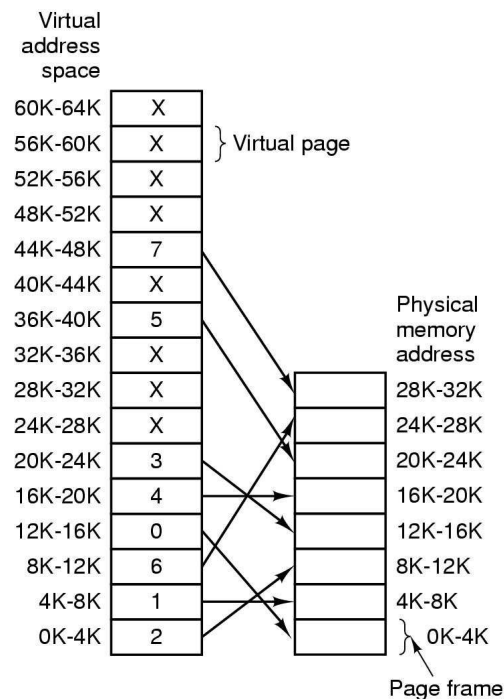 Virtual
address
space
60K-64K X
56K-60K X Virtual page
52K-56K X
48K-52K X
44K-48K 7
40K-44K X
36K-40K 5
32K-36K X
28K-32K X
24K-28K X
20K-24K 3
16K-20K 4
12K-16K 0
8K-12K 6
4K-8K 1
0K-4K 2
Physical
memory
address
28K-32K
24K-28K
20K-24K
16K-20K
12K-16K
8K-12K
4K-8K
0K-4K
Page frame